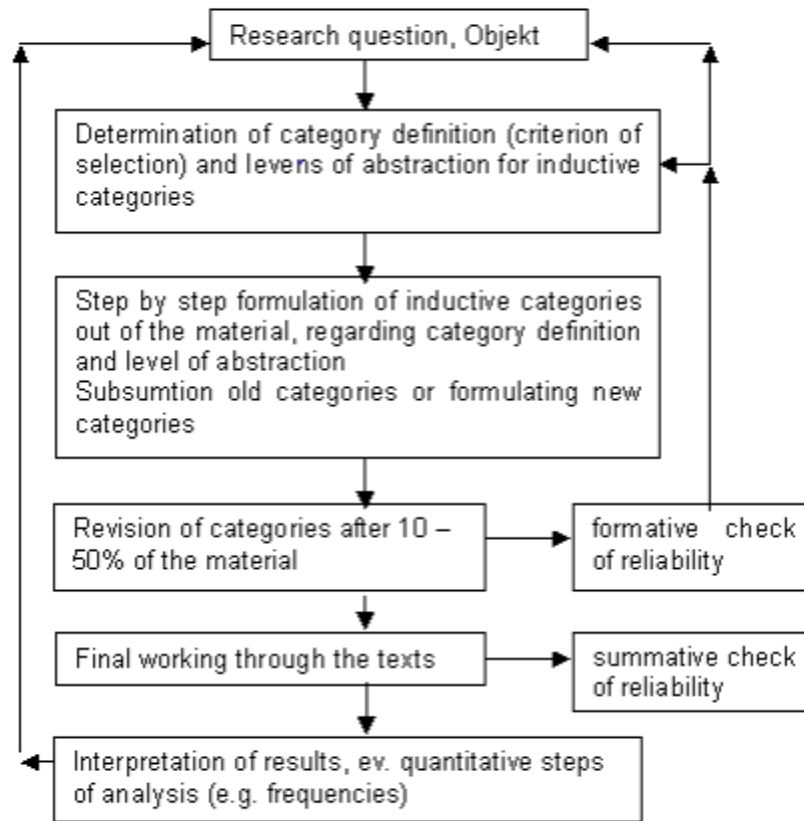 Research question, Objekt
Determination of category definition (criterion of
selection) and levens of abstraction for inductive
categories
Step by step formulation of inductive categories
out of the material, regarding category definition
and level of abstraction
Subsumtion old categories or formulating new
categories
Revision of categories after 10 –
50% of the material
formative check
of reliability
Final working through the texts
summative check
of reliability
Interpretation of results, ev. quantitative steps
of analysis (e.g. frequencies)